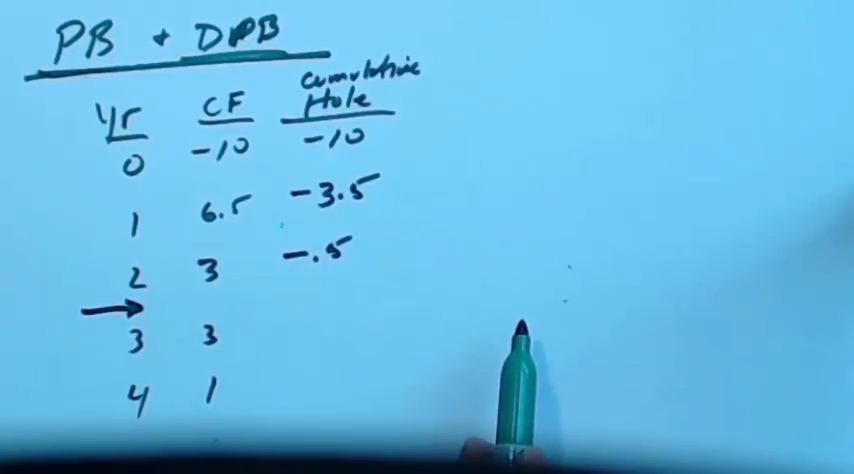 PB + DPB
Yr CF Cumulative Hole
0 -10 -10
1 6.5 -3.5
2 3 -.5
3 3
4 1